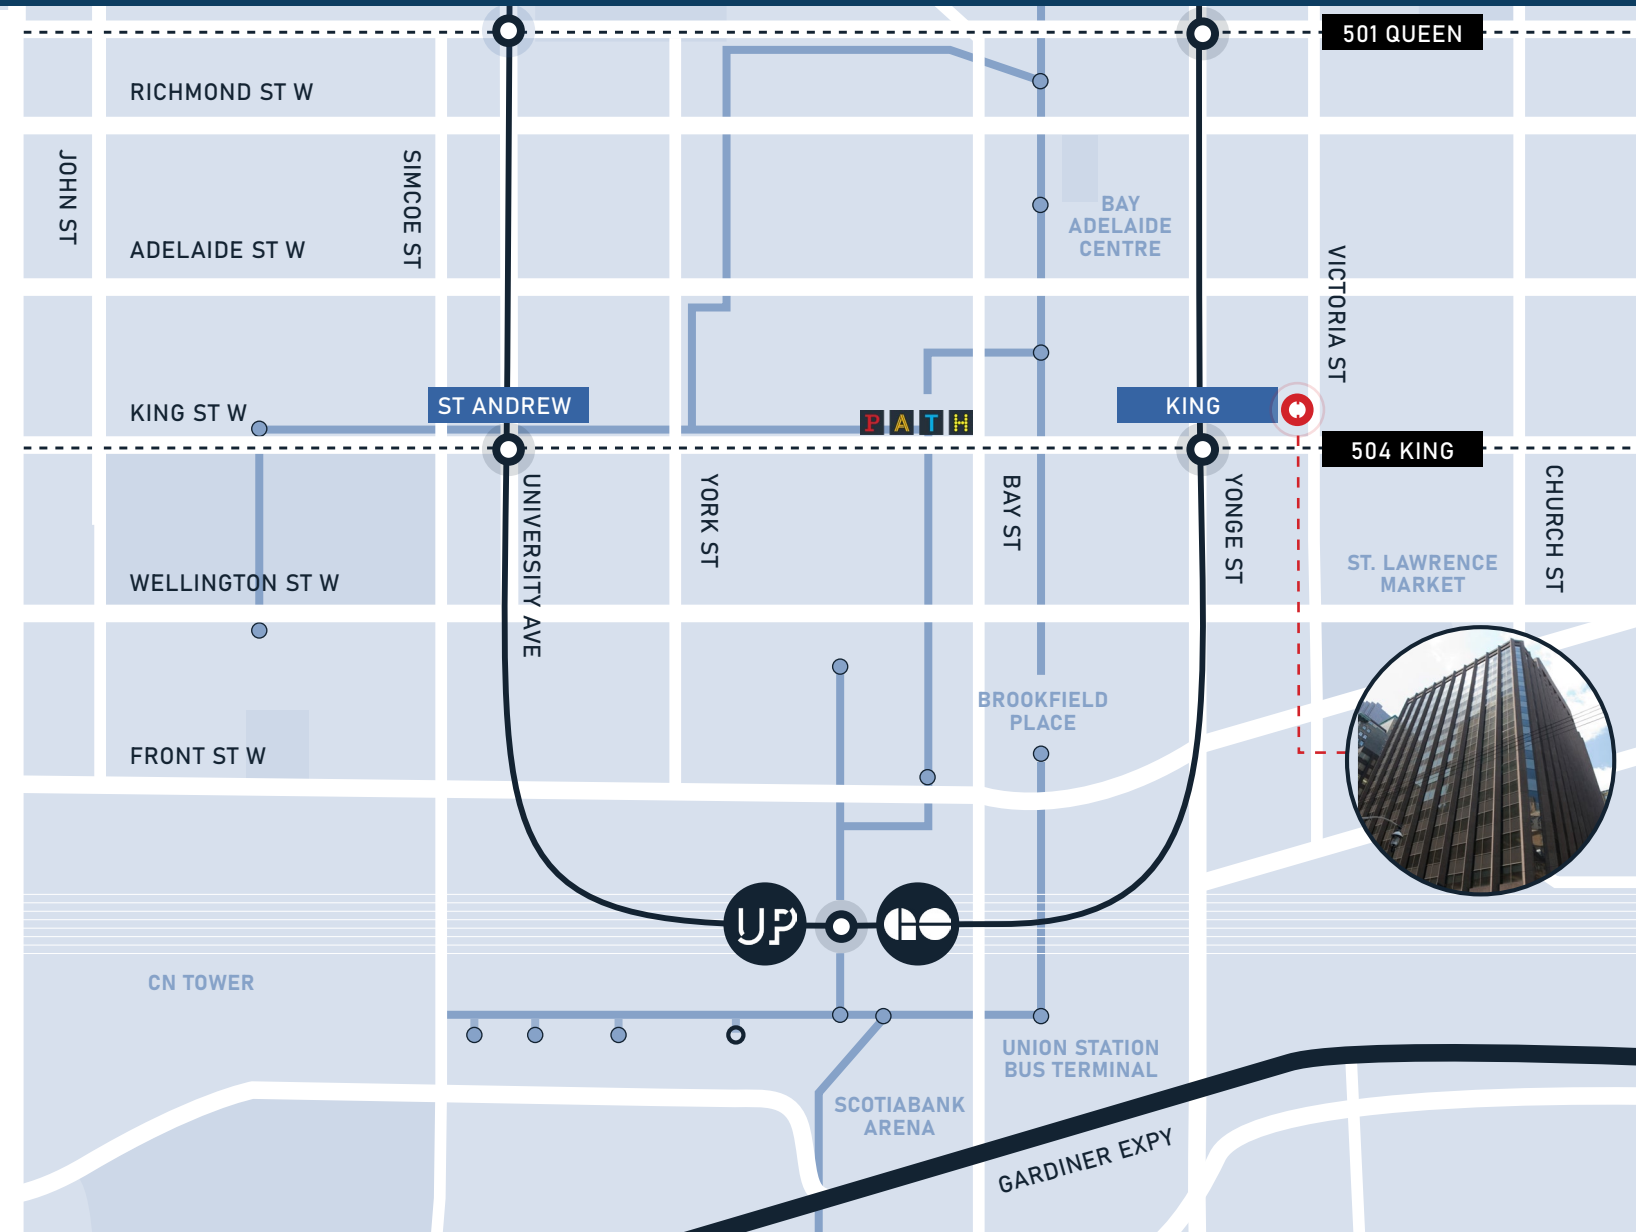 501 QUEEN
RICHMOND ST W
JOHN ST
SIMCOE ST
BAY
ADELAIDE
CENTRE
ADELAIDE ST W
VICTORIA ST
KING ST W
ST ANDREW
PATH
KING
504 KING
UNIVERSITY AVE
YORK ST
BAY ST
YONGE ST
CHURCH ST
ST. LAWRENCE
MARKET
WELLINGTON ST W
BROOKFIELD
PLACE
FRONT ST W
UP
GO
CN TOWER
UNION STATION
BUS TERMINAL
SCOTIABANK
ARENA
GARDINER EXPY